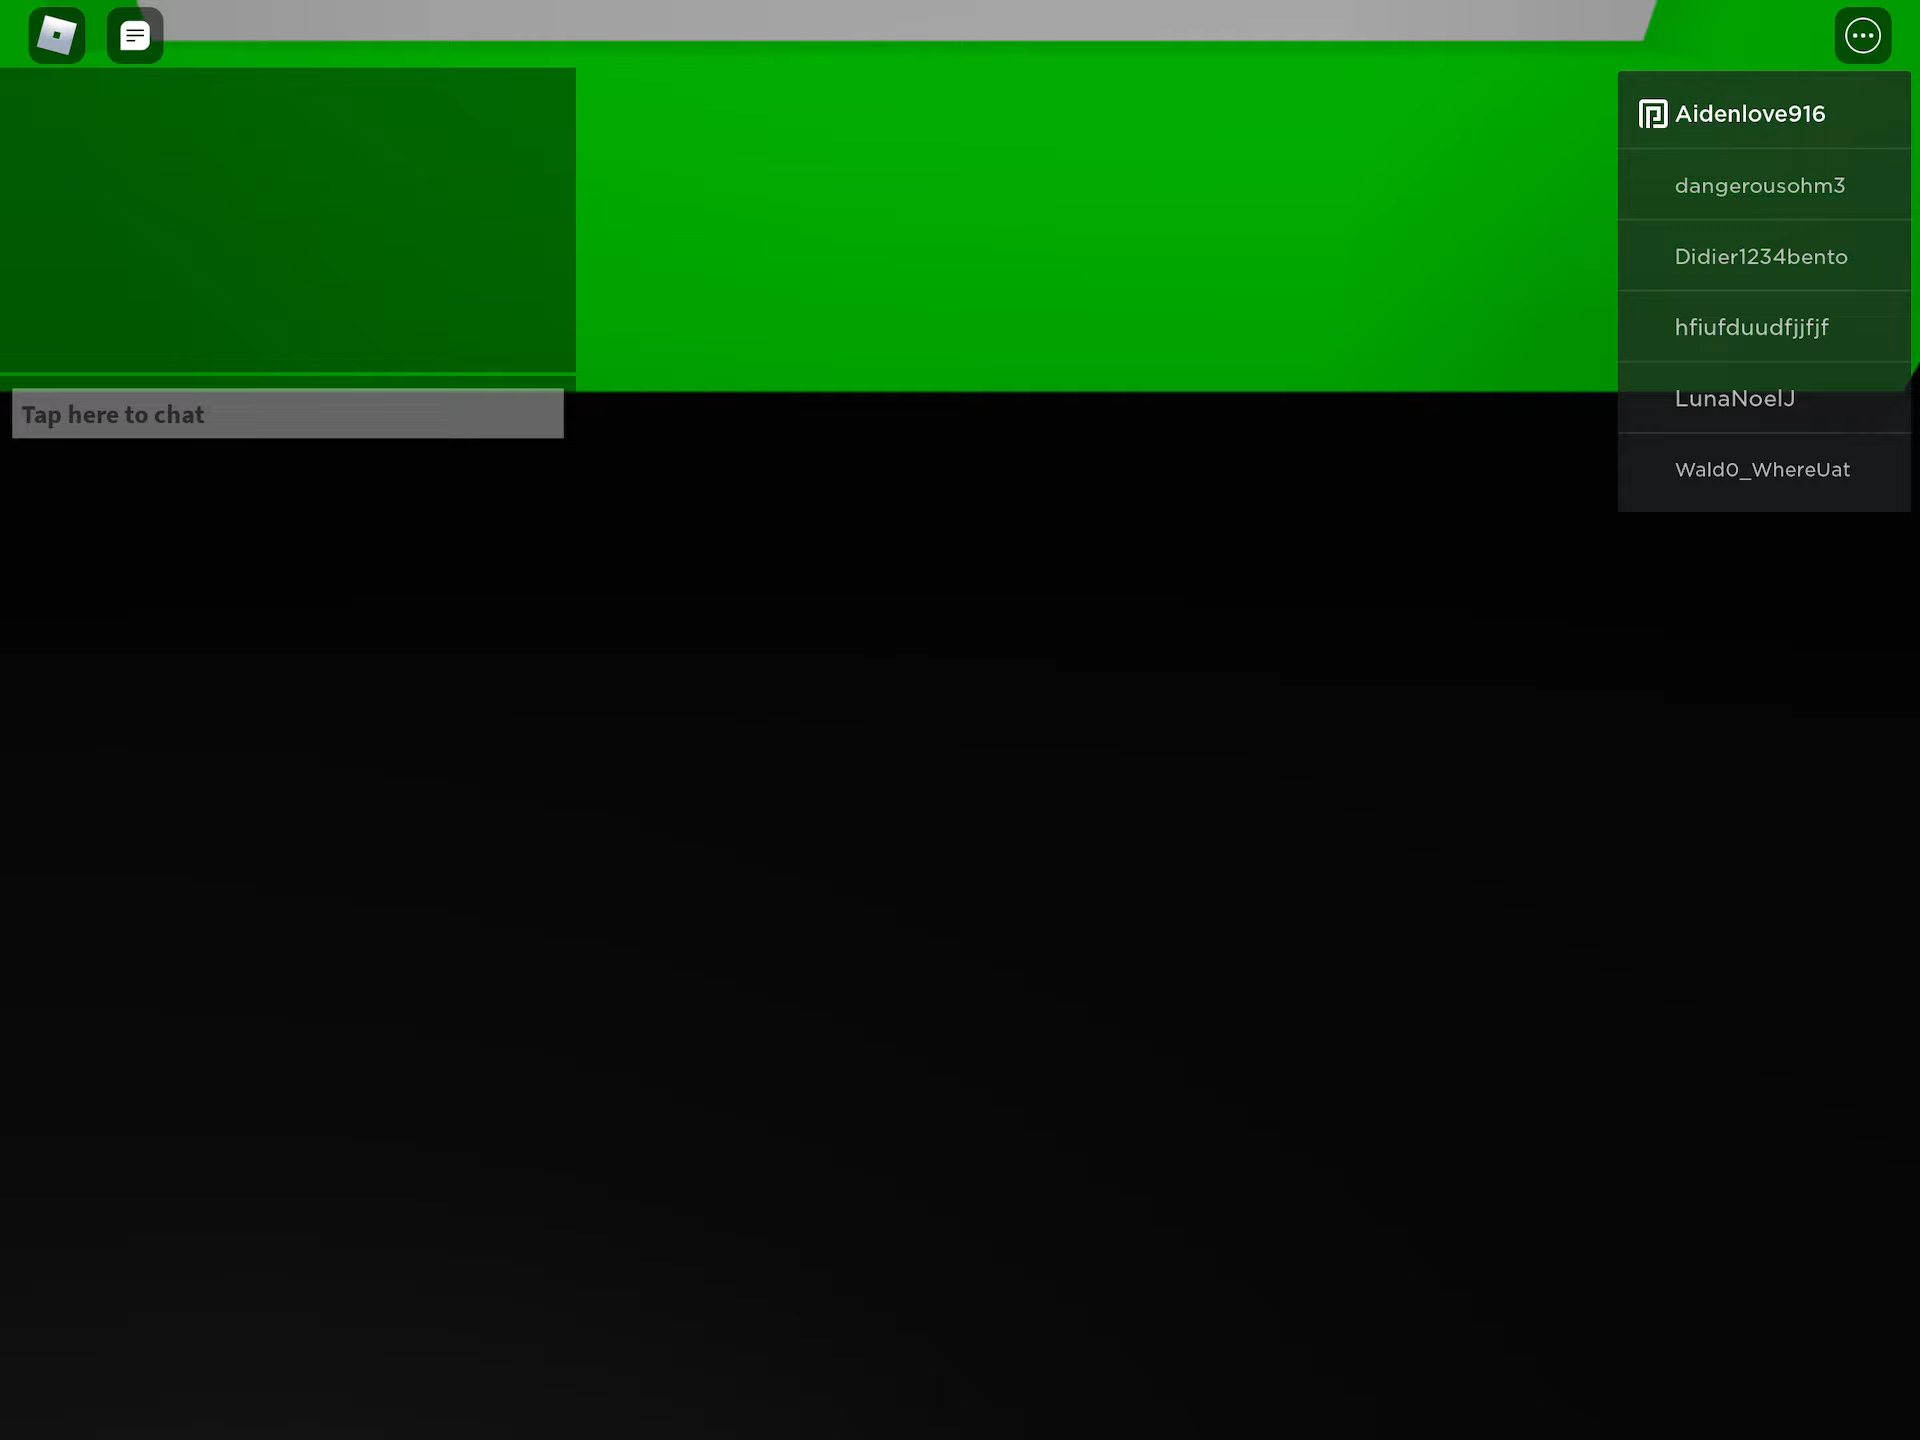 Aidenlove916
dangerousohm3
Didier1234bento
hfiufduudfjjfjf
LunaNoelJ
Wald0_WhereUat
Tap here to chat